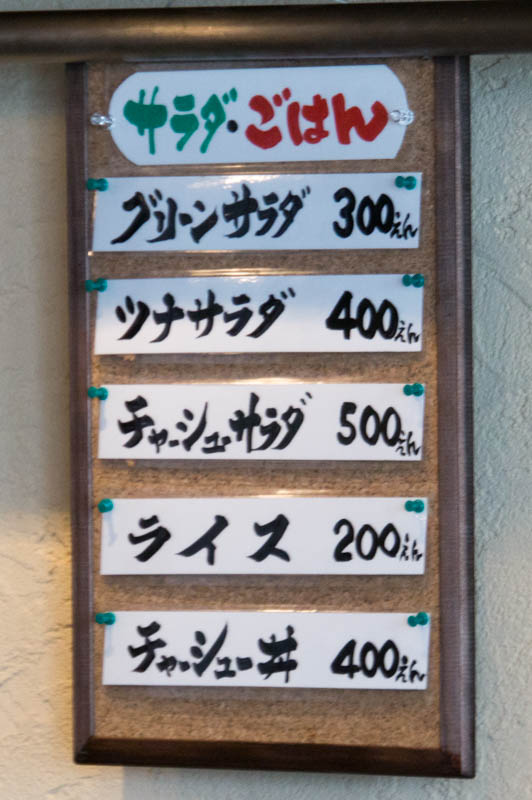 サラダ・ごはん
グリーンサラダ 300えん
ツナサラダ 400えん
チャーシューサラダ 500えん
ライス 200えん
チャーシュー丼 400えん